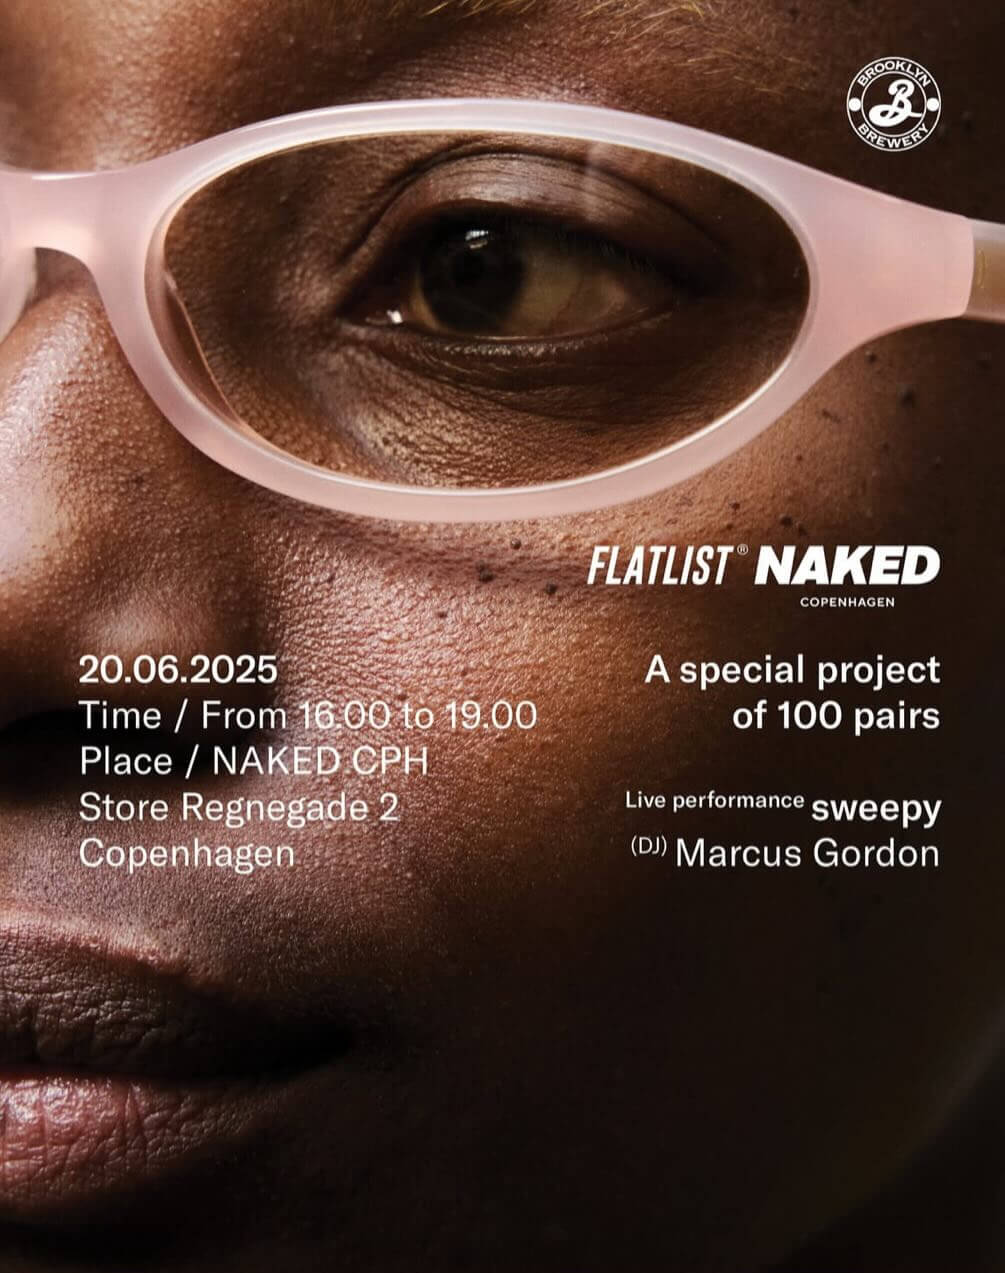 BROOKLYN
B
BREWERY
FLATLIST® NAKED
COPENHAGEN
20.06.2025
Time / From 16.00 to 19.00
Place / NAKED CPH
Store Regnegade 2
Copenhagen
A special project
of 100 pairs
Live performance sweepy
(DJ) Marcus Gordon